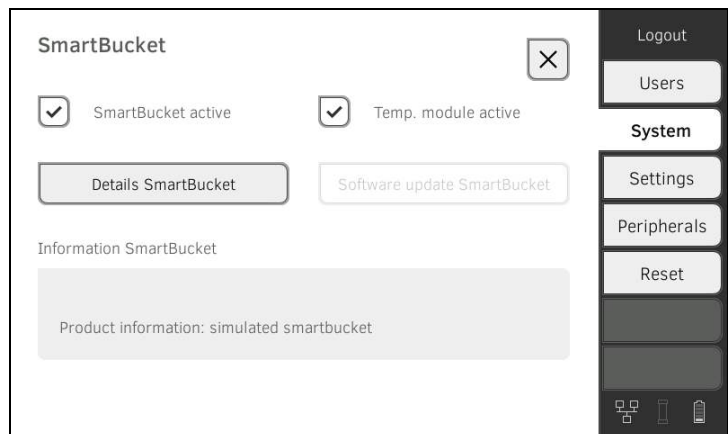 SmartBucket
SmartBucket active
Temp. module active
Details SmartBucket
Software update SmartBucket
Information SmartBucket
Product information: simulated smartbucket
Logout
Users
System
Settings
Peripherals
Reset